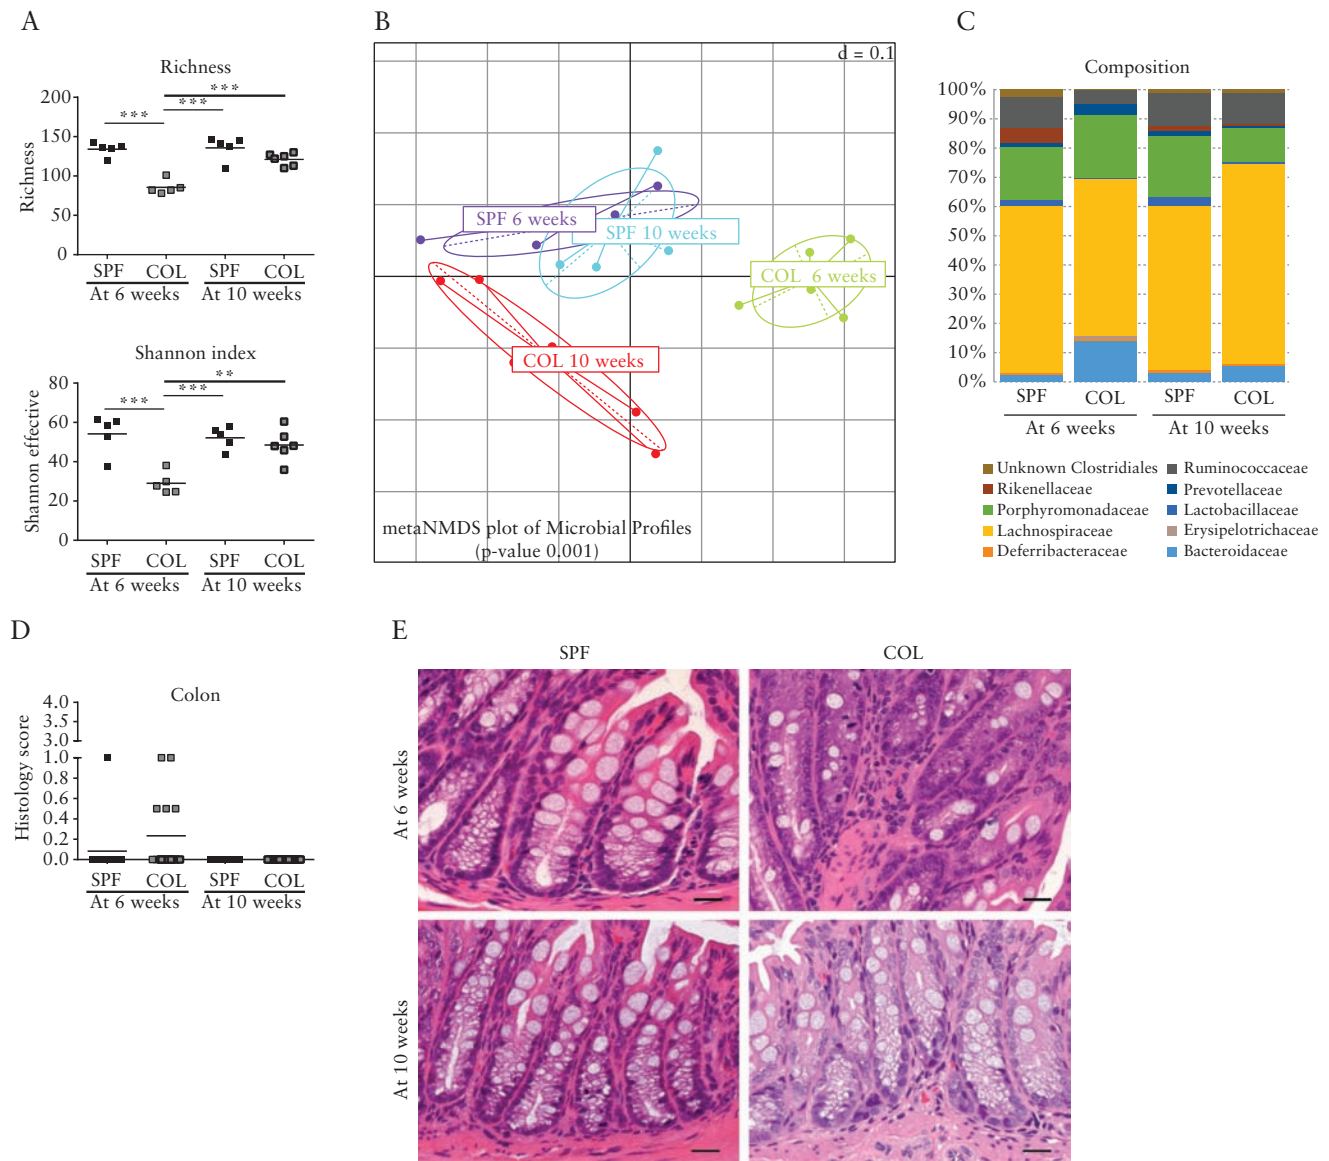 A
Richness
***
***
***
200
150
100
50
0
Richness
SPF COL SPF COL
At 6 weeks At 10 weeks
Shannon index
**
***
***
80
60
40
20
0
Shannon effective
SPF COL SPF COL
At 6 weeks At 10 weeks
B
d = 0.1
SPF 6 weeks
SPF 10 weeks
COL 6 weeks
COL 10 weeks
metaNMDS plot of Microbial Profiles
(p-value 0.001)
C
Composition
100%
90%
80%
70%
60%
50%
40%
30%
20%
10%
0%
SPF COL SPF COL
At 6 weeks At 10 weeks
Unknown Clostridiales Ruminococcaceae
Rikenellaceae Prevotellaceae
Porphyromonadaceae Lactobacillaceae
Lachnospiraceae Erysipelotrichaceae
Deferribacteraceae Bacteroidaceae
D
Colon
4.0
3.5
3.0
1.0
0.8
0.6
0.4
0.2
0.0
Histology score
SPF COL SPF COL
At 6 weeks At 10 weeks
E
SPF COL
At 6 weeks
At 10 weeks